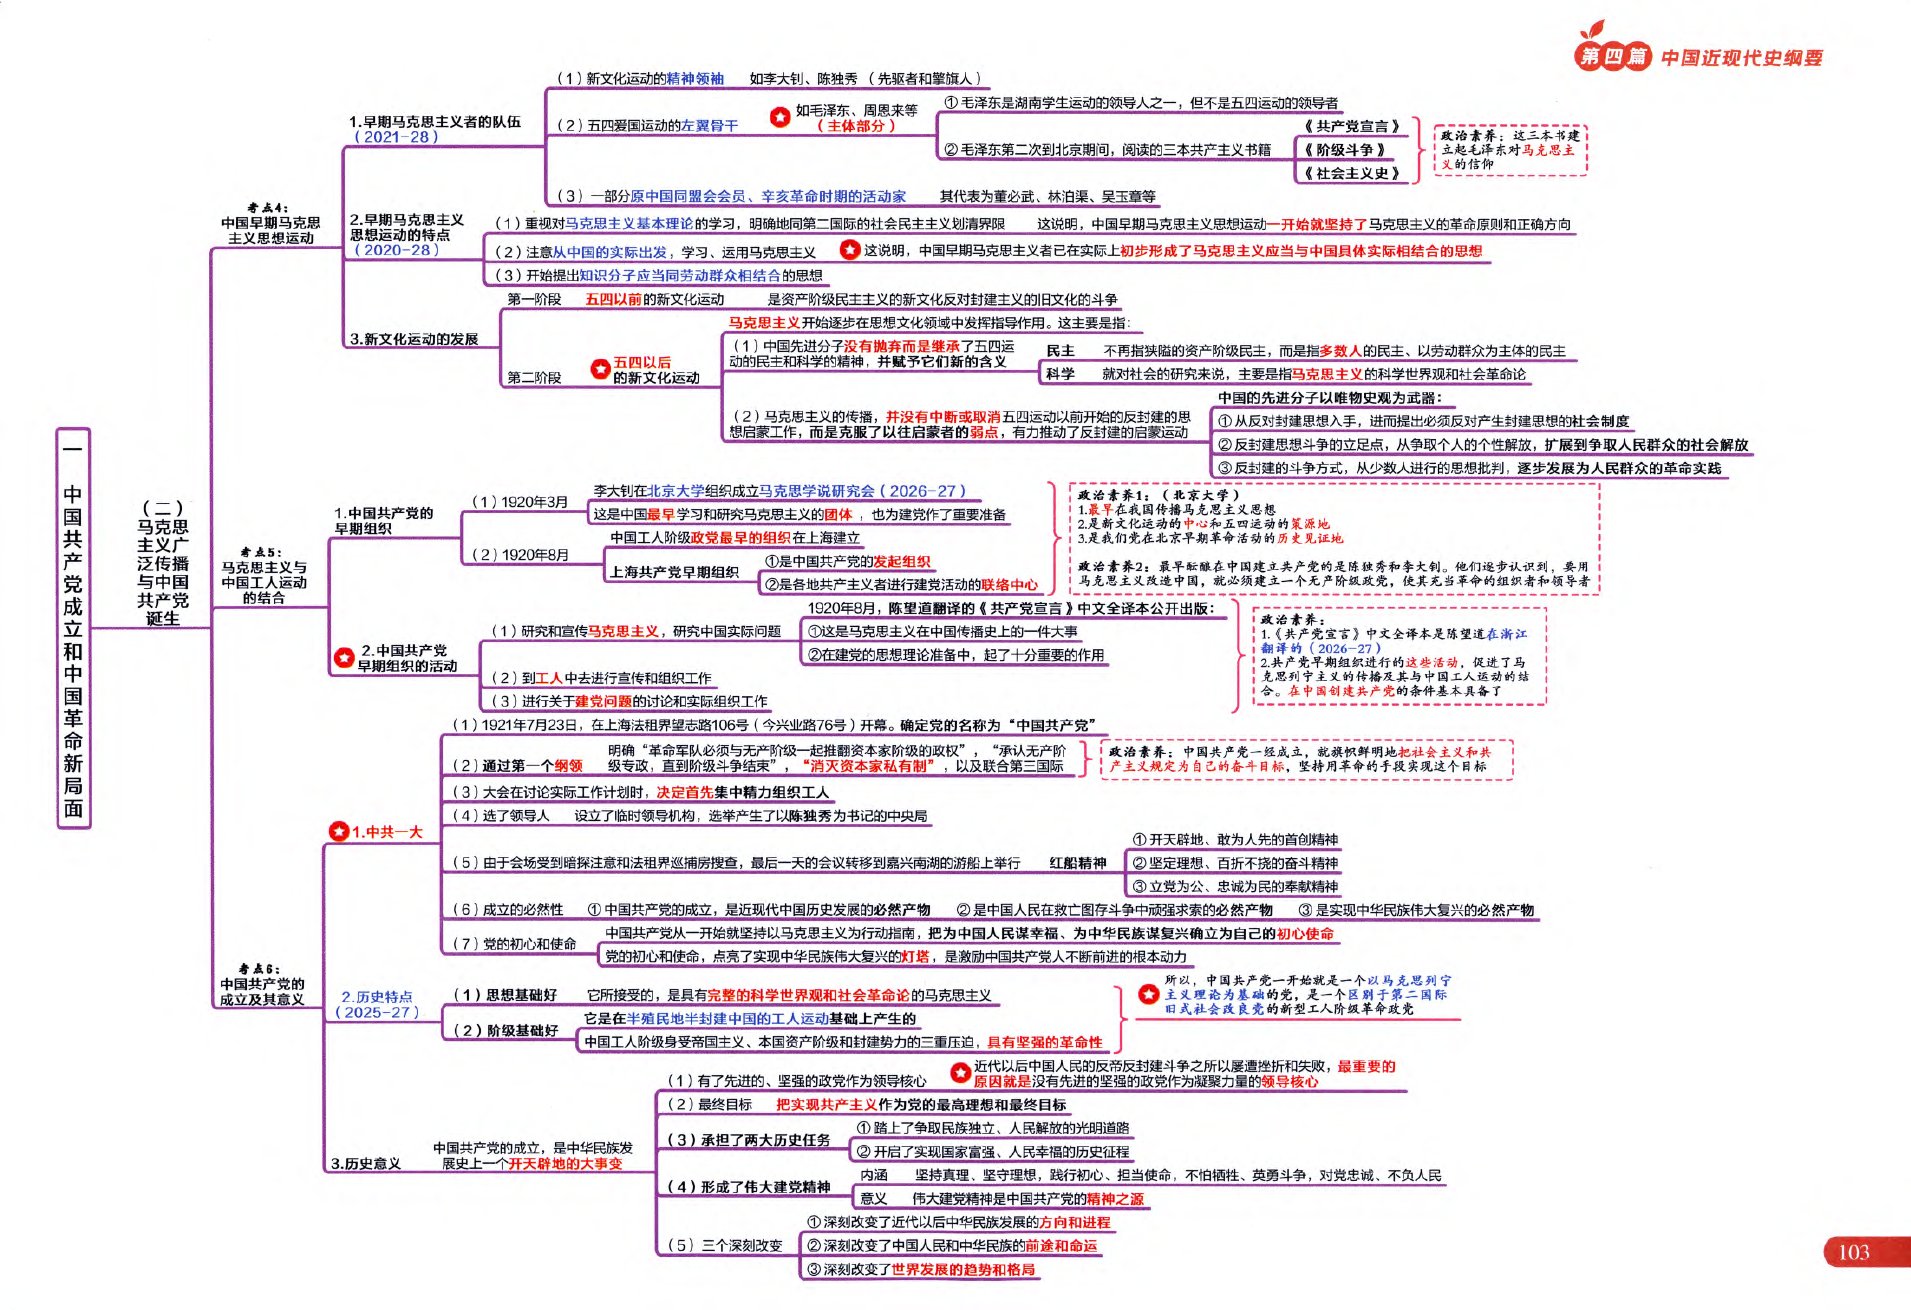 第四篇 中国近现代史纲要
一 中国共产党成立和中国革命新局面
（二）
马克思
主义广
泛传播
与中国
共产党
诞生
考点4：
中国早期马克思
主义思想运动
1.早期马克思主义者的队伍
（2021-28）
（1）新文化运动的精神领袖 如李大钊、陈独秀（先驱者和擎旗人）
（2）五四爱国运动的左翼骨干
如毛泽东、周恩来等
（主体部分）
①毛泽东是湖南学生运动的领导人之一，但不是五四运动的领导者
②毛泽东第二次到北京期间，阅读的三本共产主义书籍
《共产党宣言》
《阶级斗争》
《社会主义史》
政治素养：这三本书建
立起毛泽东对马克思主
义的信仰
（3）一部分原中国同盟会会员、辛亥革命时期的活动家 其代表为董必武、林泊渠、吴玉章等
2.早期马克思主义
思想运动的特点
（2020-28）
（1）重视对马克思主义基本理论的学习，明确地同第二国际的社会民主主义划清界限 这说明，中国早期马克思主义思想运动一开始就坚持了马克思主义的革命原则和正确方向
（2）注意从中国的实际出发，学习、运用马克思主义 这说明，中国早期马克思主义者已在实际上初步形成了马克思主义应当与中国具体实际相结合的思想
（3）开始提出知识分子应当同劳动群众相结合的思想
3.新文化运动的发展
第一阶段 五四以前的新文化运动 是资产阶级民主主义的新文化反对封建主义的旧文化的斗争
第二阶段
五四以后
的新文化运动
马克思主义开始逐步在思想文化领域中发挥指导作用。这主要是指：
（1）中国先进分子没有抛弃而是继承了五四运
动的民主和科学的精神，并赋予它们新的含义
民主 不再指狭隘的资产阶级民主，而是指多数人的民主、以劳动群众为主体的民主
科学 就对社会的研究来说，主要是指马克思主义的科学世界观和社会革命论
（2）马克思主义的传播，并没有中断或取消五四运动以前开始的反封建的思
想启蒙工作，而是克服了以往启蒙者的弱点，有力推动了反封建的启蒙运动
中国的先进分子以唯物史观为武器：
①从反对封建思想入手，进而提出必须反对产生封建思想的社会制度
②反封建思想斗争的立足点，从争取个人的个性解放，扩展到争取人民群众的社会解放
③反封建的斗争方式，从少数人进行的思想批判，逐步发展为人民群众的革命实践
考点5：
马克思主义与
中国工人运动
的结合
1.中国共产党的
早期组织
（1）1920年3月
李大钊在北京大学组织成立马克思学说研究会（2026-27）
这是中国最早学习和研究马克思主义的团体，也为建党作了重要准备
（2）1920年8月
中国工人阶级政党最早的组织在上海建立
上海共产党早期组织
①是中国共产党的发起组织
②是各地共产主义者进行建党活动的联络中心
政治素养1：（北京大学）
1.最早在我国传播马克思主义思想
2.是新文化运动的中心和五四运动的策源地
3.是我们党在北京早期革命活动的历史见证地
政治素养2：最早酝酿在中国建立共产党的是陈独秀和李大钊。他们逐步认识到，要用
马克思主义改造中国，就必须建立一个无产阶级政党，使其充当革命的组织者和领导者
2.中国共产党
早期组织的活动
（1）研究和宣传马克思主义，研究中国实际问题
1920年8月，陈望道翻译的《共产党宣言》中文全译本公开出版：
①这是马克思主义在中国传播史上的一件大事
②在建党的思想理论准备中，起了十分重要的作用
（2）到工人中去进行宣传和组织工作
（3）进行关于建党问题的讨论和实际组织工作
政治素养：
1.《共产党宣言》中文全译本是陈望道在浙江
翻译的（2026-27）
2.共产党早期组织进行的这些活动，促进了马
克思列宁主义的传播及其与中国工人运动的结
合。在中国创建共产党的条件基本具备了
考点6：
中国共产党的
成立及其意义
1.中共一大
（1）1921年7月23日，在上海法租界望志路106号（今兴业路76号）开幕。确定党的名称为“中国共产党”
（2）通过第一个纲领
明确“革命军队必须与无产阶级一起推翻资本家阶级的政权”，“承认无产阶
级专政，直到阶级斗争结束”，“消灭资本家私有制”，以及联合第三国际
政治素养：中国共产党一经成立，就旗帜鲜明地把社会主义和共
产主义规定为自己的奋斗目标，坚持用革命的手段实现这个目标
（3）大会在讨论实际工作计划时，决定首先集中精力组织工人
（4）选了领导人 设立了临时领导机构，选举产生了以陈独秀为书记的中央局
（5）由于会场受到暗探注意和法租界巡捕房搜查，最后一天的会议转移到嘉兴南湖的游船上举行 红船精神
①开天辟地、敢为人先的首创精神
②坚定理想、百折不挠的奋斗精神
③立党为公、忠诚为民的奉献精神
（6）成立的必然性 ①中国共产党的成立，是近现代中国历史发展的必然产物 ②是中国人民在救亡图存斗争中顽强求索的必然产物 ③是实现中华民族伟大复兴的必然产物
（7）党的初心和使命
中国共产党从一开始就坚持以马克思主义为行动指南，把为中国人民谋幸福、为中华民族谋复兴确立为自己的初心使命
党的初心和使命，点亮了实现中华民族伟大复兴的灯塔，是激励中国共产党人不断前进的根本动力
2.历史特点
（2025-27）
（1）思想基础好 它所接受的，是具有完整的科学世界观和社会革命论的马克思主义
（2）阶级基础好
它是在半殖民地半封建中国的工人运动基础上产生的
中国工人阶级身受帝国主义、本国资产阶级和封建势力的三重压迫，具有坚强的革命性
所以，中国共产党一开始就是一个以马克思列宁
主义理论为基础的党，是一个区别于第二国际
旧式社会改良党的新型工人阶级革命政党
3.历史意义
中国共产党的成立，是中华民族发
展史上一个开天辟地的大事变
（1）有了先进的、坚强的政党作为领导核心
近代以后中国人民的反帝反封建斗争之所以屡遭挫折和失败，最重要的
原因就是没有先进的坚强的政党作为凝聚力量的领导核心
（2）最终目标 把实现共产主义作为党的最高理想和最终目标
（3）承担了两大历史任务
①踏上了争取民族独立、人民解放的光明道路
②开启了实现国家富强、人民幸福的历史征程
（4）形成了伟大建党精神
内涵 坚持真理、坚守理想，践行初心、担当使命，不怕牺牲、英勇斗争，对党忠诚、不负人民
意义 伟大建党精神是中国共产党的精神之源
（5）三个深刻改变
①深刻改变了近代以后中华民族发展的方向和进程
②深刻改变了中国人民和中华民族的前途和命运
③深刻改变了世界发展的趋势和格局
103